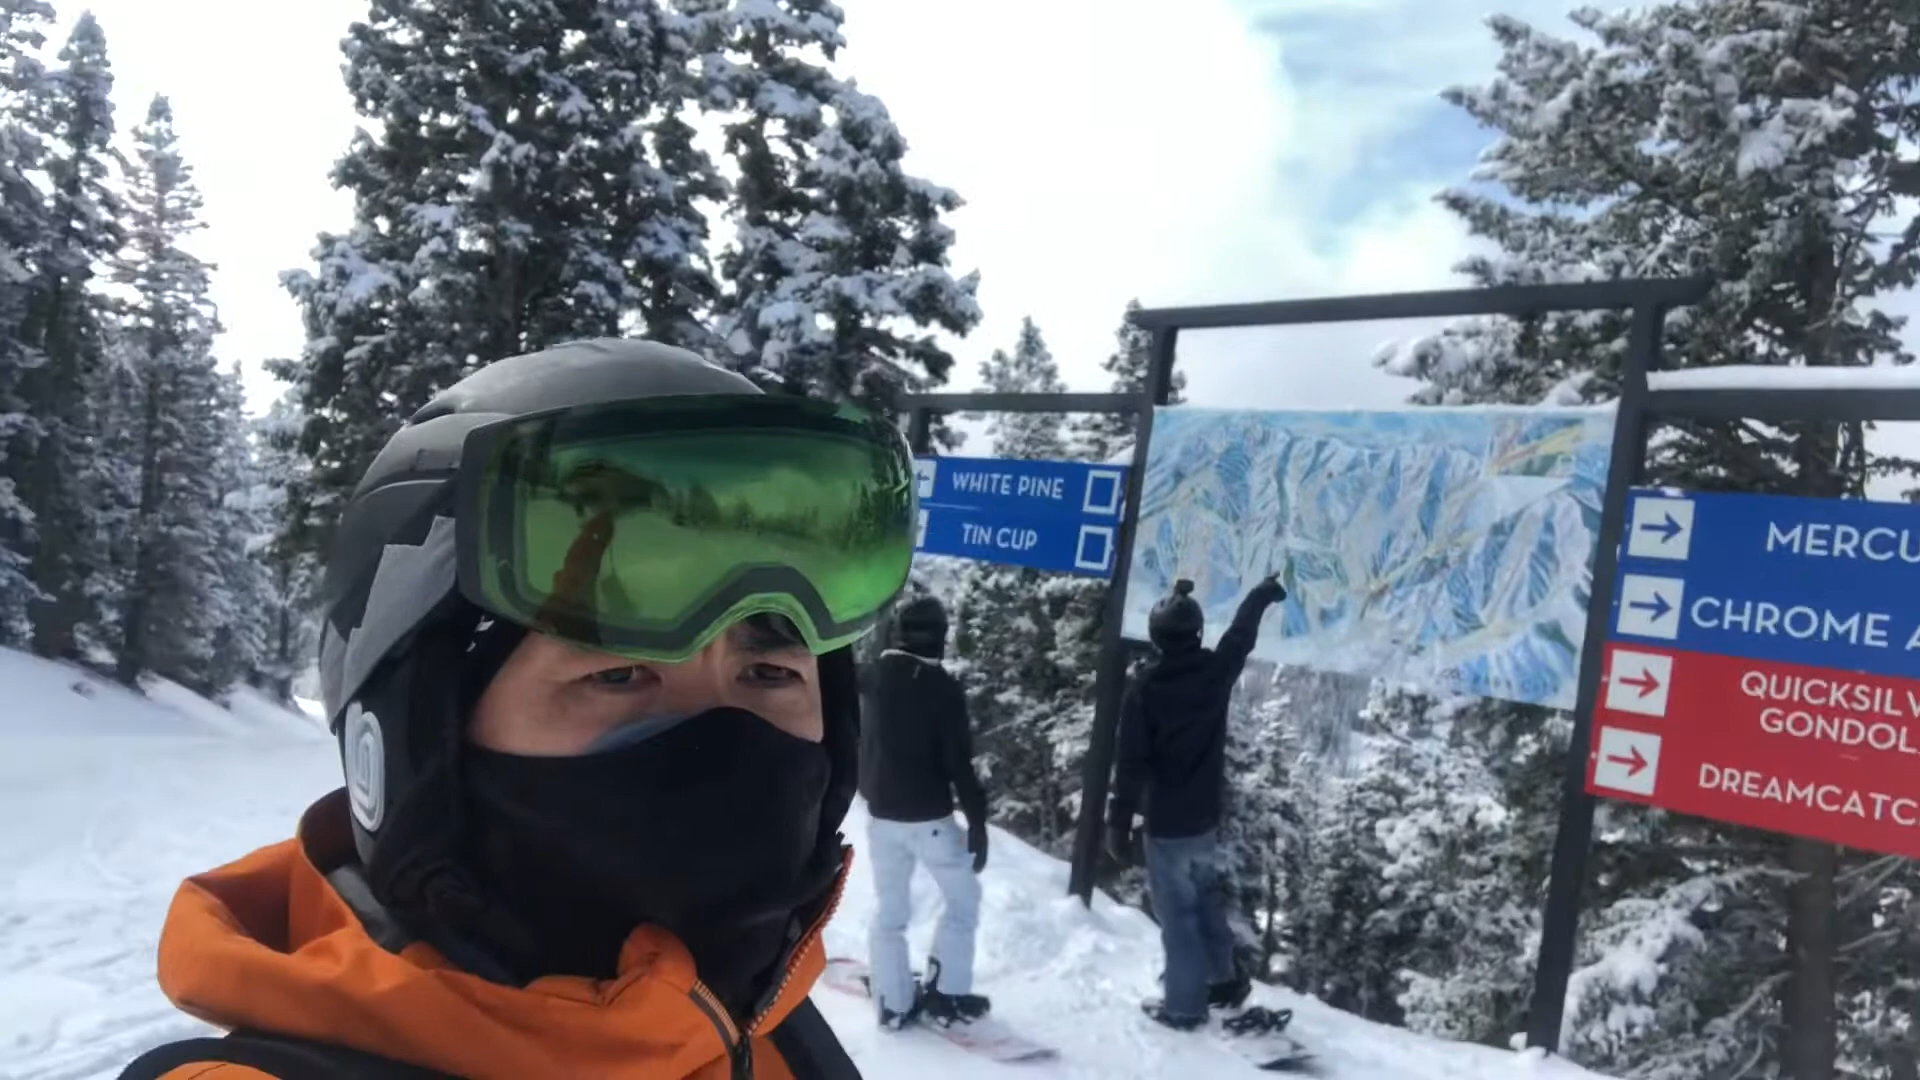 WHITE PINE
TIN CUP
MERCU
CHROME A
QUICKSILV
GONDOL
DREAMCATC